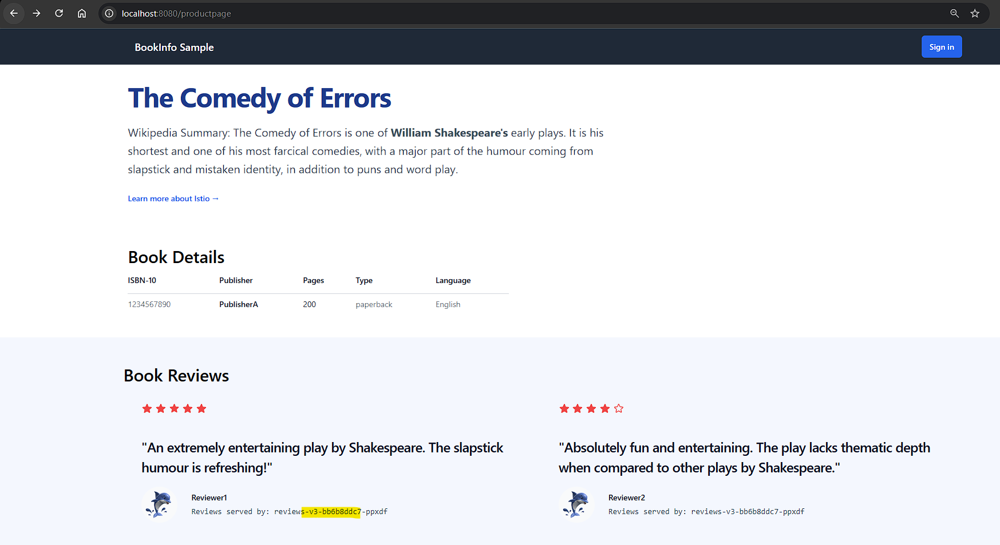 localhost:8080/productpage
BookInfo Sample
Sign in
The Comedy of Errors
Wikipedia Summary: The Comedy of Errors is one of William Shakespeare's early plays. It is his
shortest and one of his most farcical comedies, with a major part of the humour coming from
slapstick and mistaken identity, in addition to puns and word play.
Learn more about Istio →
Book Details
ISBN-10 Publisher Pages Type Language
1234567890 PublisherA 200 paperback English
Book Reviews
"An extremely entertaining play by Shakespeare. The slapstick
humour is refreshing!"
Reviewer1
Reviews served by: reviews-v3-bb6b8ddc7-ppxdf
"Absolutely fun and entertaining. The play lacks thematic depth
when compared to other plays by Shakespeare."
Reviewer2
Reviews served by: reviews-v3-bb6b8ddc7-ppxdf